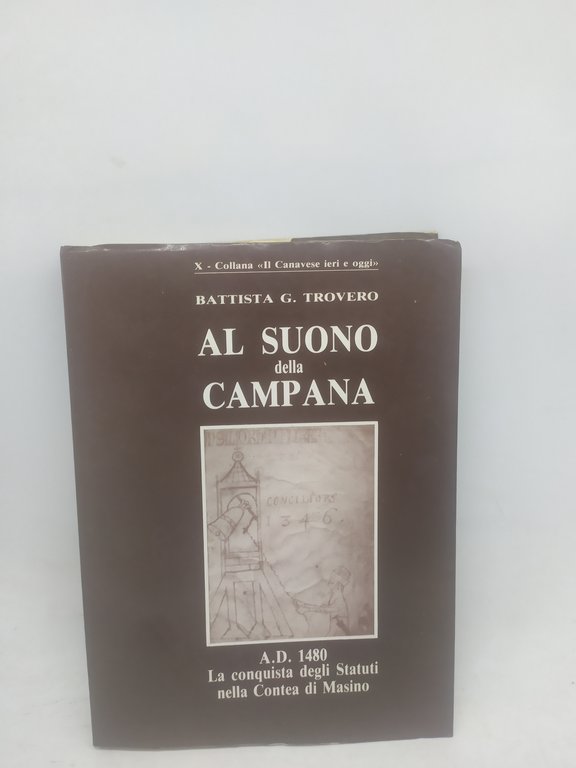 X - Collana «Il Canavese ieri e oggi»
BATTISTA G. TROVERO
AL SUONO
della
CAMPANA
1346.
A.D. 1480
La conquista degli Statuti
nella Contea di Masino